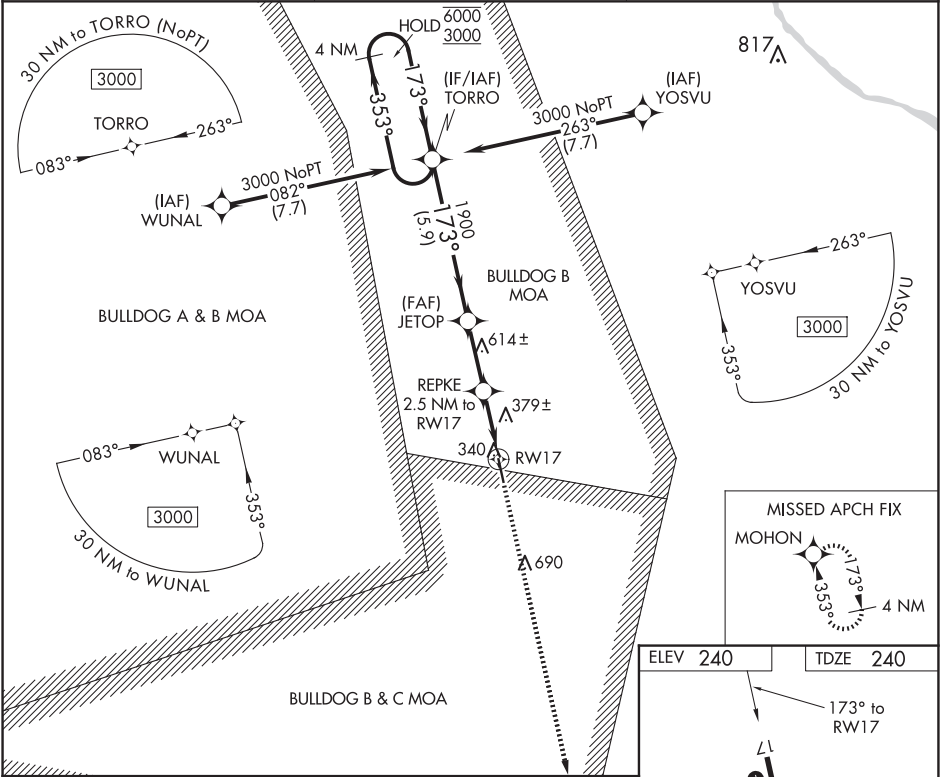 30 NM to TORRO (NoPT)
3000
TORRO
083°
263°
HOLD
6000
3000
4 NM
173°
353°
(IF/IAF)
TORRO
817
(IAF)
YOSVU
3000 NoPT
263°
(7.7)
3000 NoPT
082°
(7.7)
(IAF)
WUNAL
1900
173°
(5.9)
BULLDOG A & B MOA
BULLDOG B
MOA
(FAF)
JETOP
614±
REPKE
2.5 NM to
RW17
379±
340
RW17
263°
YOSVU
3000
353°
30 NM to YOSVU
083°
WUNAL
3000
353°
30 NM to WUNAL
690
BULLDOG B & C MOA
MISSED APCH FIX
MOHON
353°
173°
4 NM
ELEV 240
TDZE 240
173° to
RW17
17